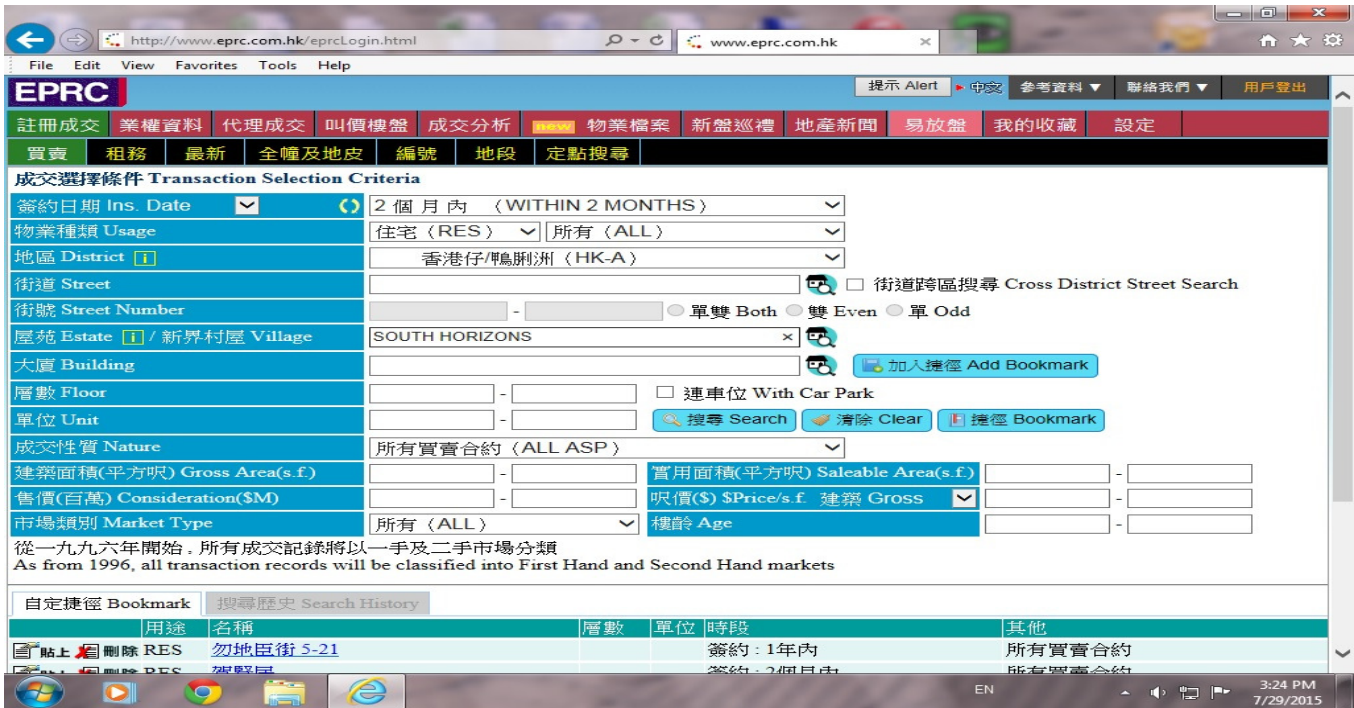 http://www.eprc.com.hk/eprcLogin.html
www.eprc.com.hk
File Edit View Favorites Tools Help
EPRC
提示 Alert 中文 參考資料 ▼ 聯絡我們 ▼ 用戶登出
註冊成交 業權資料 代理成交 叫價樓盤 成交分析 new 物業檔案 新盤巡禮 地產新聞 易放盤 我的收藏 設定
買賣 租務 最新 全幢及地皮 編號 地段 定點搜尋
成交選擇條件 Transaction Selection Criteria
簽約日期 Ins. Date 2 個 月 內 (WITHIN 2 MONTHS)
物業種類 Usage 住宅 (RES) 所有 (ALL)
地區 District i 香港仔/鴨脷洲 (HK-A)
街道 Street 街道跨區搜尋 Cross District Street Search
街號 Street Number - 單雙 Both 雙 Even 單 Odd
屋苑 Estate i / 新界村屋 Village SOUTH HORIZONS ×
大廈 Building 加入捷徑 Add Bookmark
層數 Floor - 連車位 With Car Park
單位 Unit - 搜尋 Search 清除 Clear 捷徑 Bookmark
成交性質 Nature 所有買賣合約 (ALL ASP)
建築面積(平方呎) Gross Area(s.f.) - 實用面積(平方呎) Saleable Area(s.f.) -
售價(百萬) Consideration($M) - 呎價($) $Price/s.f. 建築 Gross -
市場類別 Market Type 所有 (ALL) 樓齡 Age -
從一九九六年開始 , 所有成交記錄將以一手及二手市場分類
As from 1996, all transaction records will be classified into First Hand and Second Hand markets
自定捷徑 Bookmark 搜尋歷史 Search History
用途 名稱 層數 單位 時段 其他
貼上 刪除 RES 勿地臣街 5-21 簽約 : 1年內 所有買賣合約
EN 3:24 PM
7/29/2015